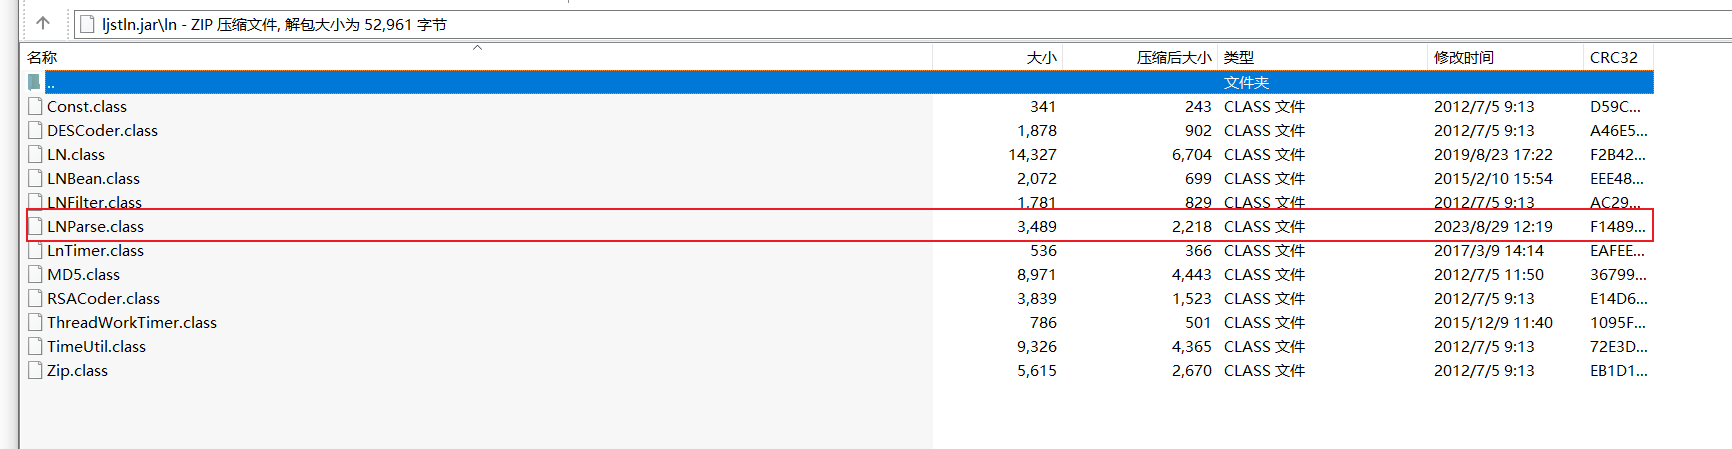 ljstln.jar\ln - ZIP 压缩文件, 解包大小为 52,961 字节
名称 大小 压缩后大小 类型 修改时间 CRC32
.. 文件夹
Const.class 341 243 CLASS 文件 2012/7/5 9:13 D59C...
DESCoder.class 1,878 902 CLASS 文件 2012/7/5 9:13 A46E5...
LN.class 14,327 6,704 CLASS 文件 2019/8/23 17:22 F2B42...
LNBean.class 2,072 699 CLASS 文件 2015/2/10 15:54 EEE48...
LNFilter.class 1,781 829 CLASS 文件 2012/7/5 9:13 AC29...
LNParse.class 3,489 2,218 CLASS 文件 2023/8/29 12:19 F1489...
LnTimer.class 536 366 CLASS 文件 2017/3/9 14:14 EAFEE...
MD5.class 8,971 4,443 CLASS 文件 2012/7/5 11:50 36799...
RSACoder.class 3,839 1,523 CLASS 文件 2012/7/5 9:13 E14D6...
ThreadWorkTimer.class 786 501 CLASS 文件 2015/12/9 11:40 1095F...
TimeUtil.class 9,326 4,365 CLASS 文件 2012/7/5 9:13 72E3D...
Zip.class 5,615 2,670 CLASS 文件 2012/7/5 9:13 EB1D1...